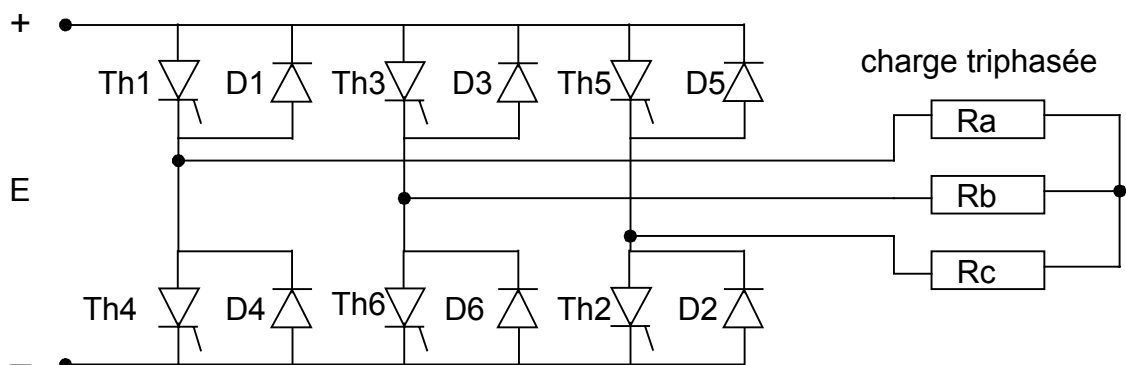 +
Th1 D1 Th3 D3 Th5 D5
charge triphasée
Ra
E
Rb
Rc
Th4 D4 Th6 D6 Th2 D2
–